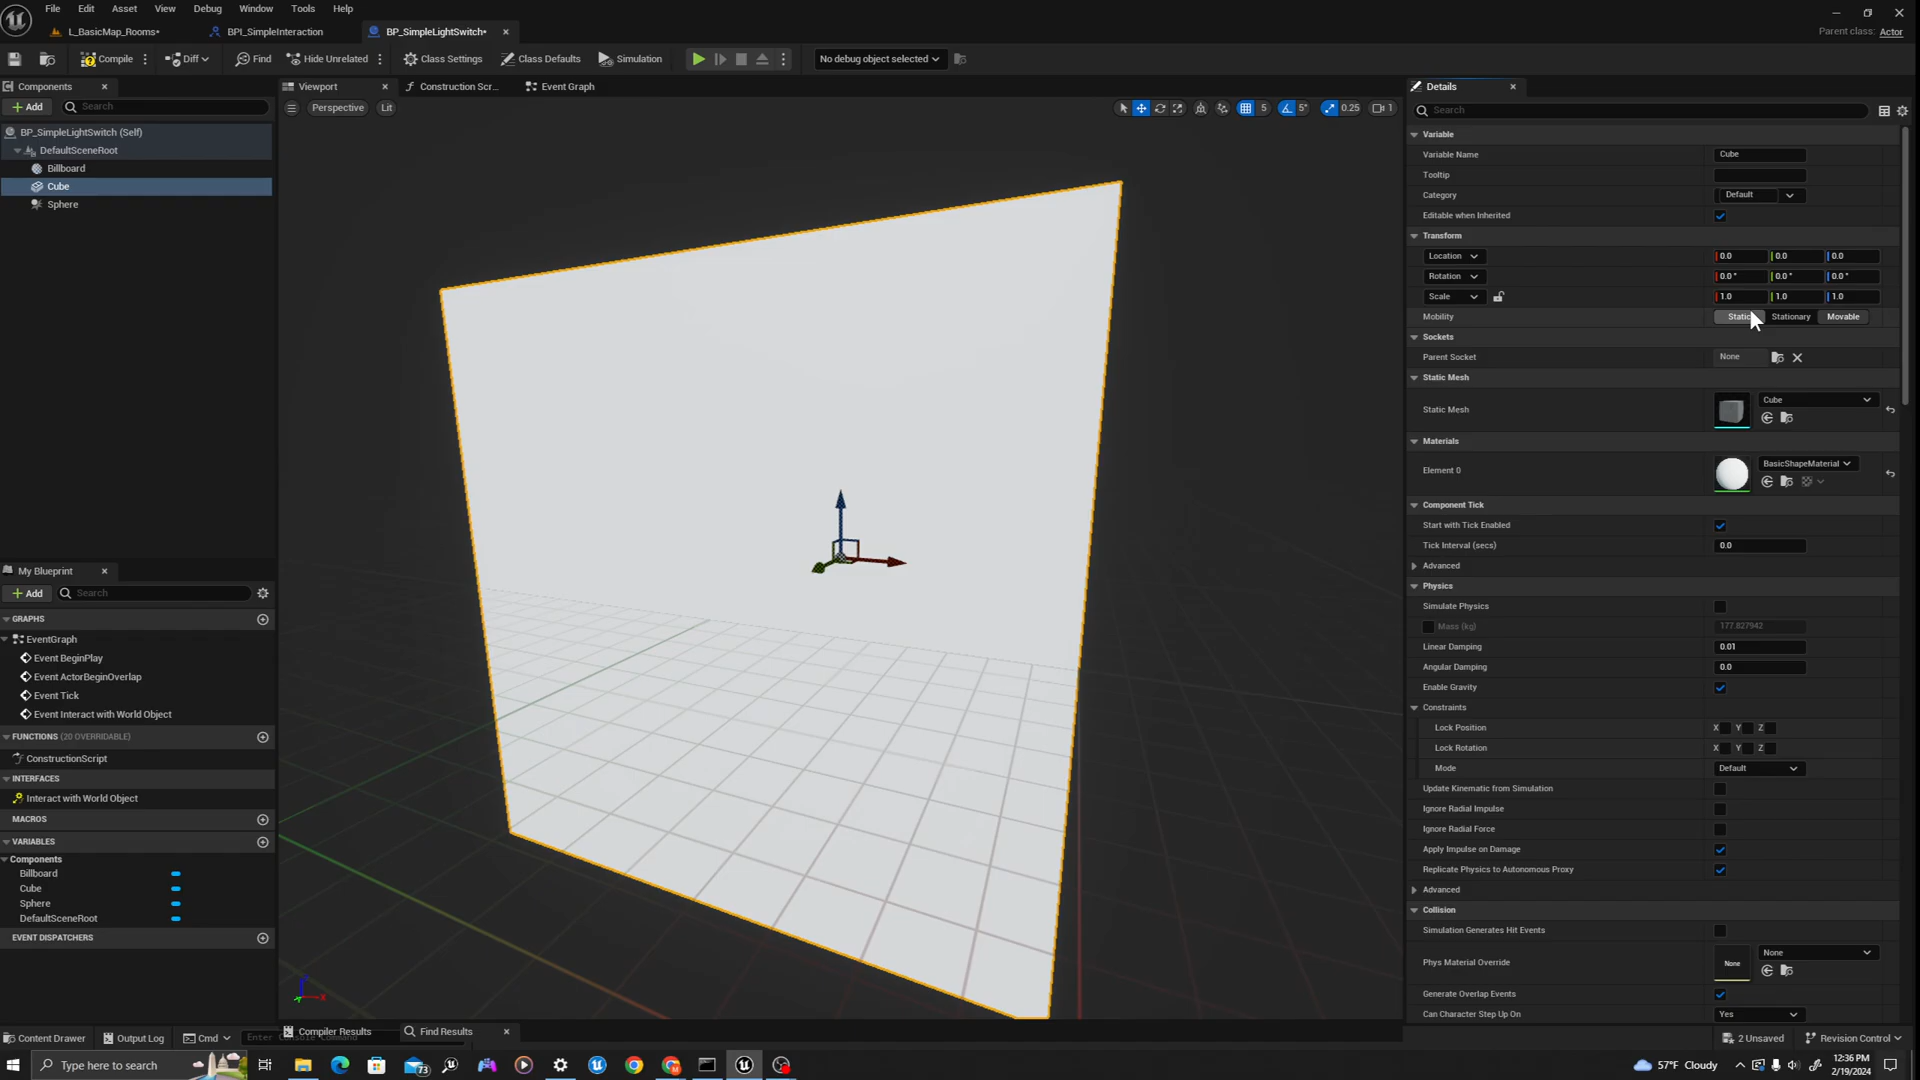 File Edit Asset View Debug Window Tools Help
L_BasicMap_Rooms* BPI_SimpleInteraction BP_SimpleLightSwitch*
Parent class: Actor
Compile Diff Find Hide Unrelated Class Settings Class Defaults Simulation No debug object selected
Components Viewport Construction Scr... Event Graph Details
Add Search Perspective Lit 5 5° 0.25 1 Search
BP_SimpleLightSwitch (Self)
DefaultSceneRoot
Billboard
Cube
Sphere
Variable
Variable Name Cube
Tooltip
Category Default
Editable when Inherited
Transform
Location 0.0 0.0 0.0
Rotation 0.0 ° 0.0 ° 0.0 °
Scale 1.0 1.0 1.0
Mobility Static Stationary Movable
Sockets
Parent Socket None
Static Mesh
Static Mesh Cube
Materials
Element 0 BasicShapeMaterial
Component Tick
Start with Tick Enabled
Tick Interval (secs) 0.0
Advanced
Physics
Simulate Physics
Mass (kg) 177.827942
Linear Damping 0.01
Angular Damping 0.0
Enable Gravity
Constraints
Lock Position X Y Z
Lock Rotation X Y Z
Mode Default
Update Kinematic from Simulation
Ignore Radial Impulse
Ignore Radial Force
Apply Impulse on Damage
Replicate Physics to Autonomous Proxy
Advanced
Collision
Simulation Generates Hit Events
Phys Material Override None None
Generate Overlap Events
Can Character Step Up On Yes
My Blueprint
Add Search
GRAPHS
EventGraph
Event BeginPlay
Event ActorBeginOverlap
Event Tick
Event Interact with World Object
FUNCTIONS (20 OVERRIDABLE)
ConstructionScript
INTERFACES
Interact with World Object
MACROS
VARIABLES
Components
Billboard
Cube
Sphere
DefaultSceneRoot
EVENT DISPATCHERS
Compiler Results Find Results
Content Drawer Output Log Cmd Enter Console Command 2 Unsaved Revision Control
Type here to search 73 57°F Cloudy 12:36 PM
2/19/2024